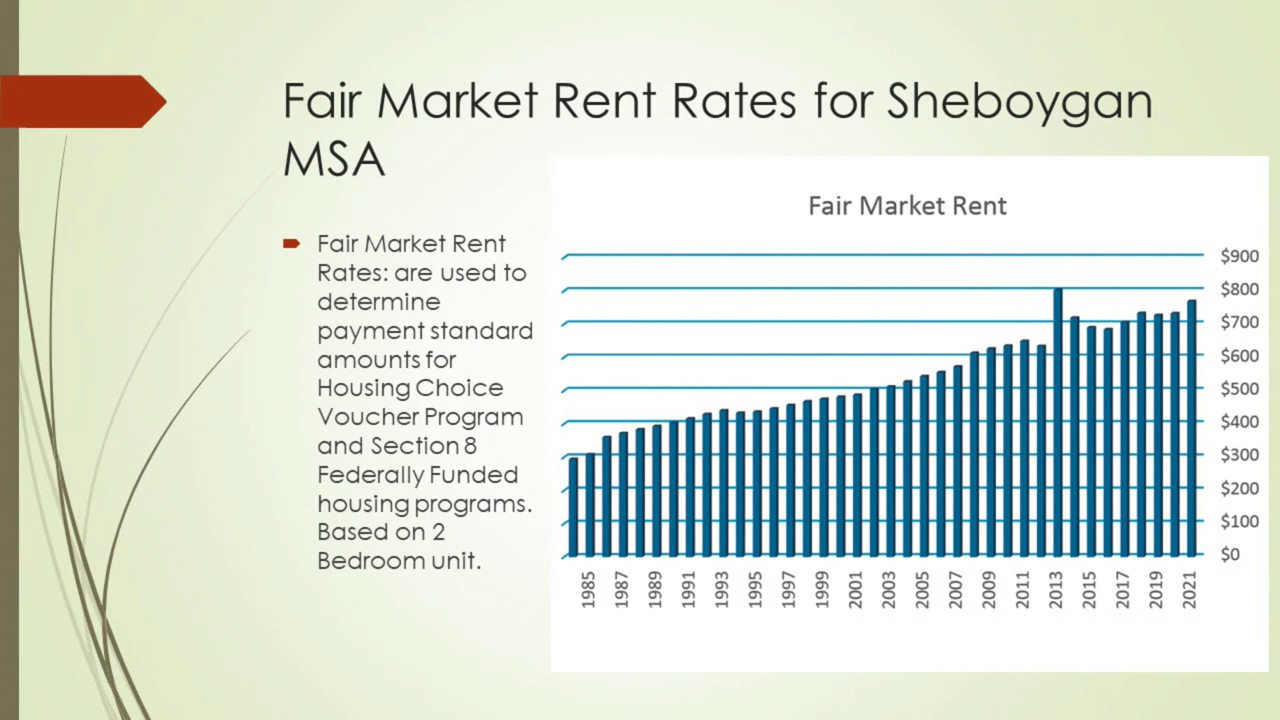 Fair Market Rent Rates for Sheboygan
MSA
Fair Market Rent
Rates: are used to
determine
payment standard
amounts for
Housing Choice
Voucher Program
and Section 8
Federally Funded
housing programs.
Based on 2
Bedroom unit.
Fair Market Rent
$900
$800
$700
$600
$500
$400
$300
$200
$100
$0
1985 1987 1989 1991 1993 1995 1997 1999 2001 2003 2005 2007 2009 2011 2013 2015 2017 2019 2021